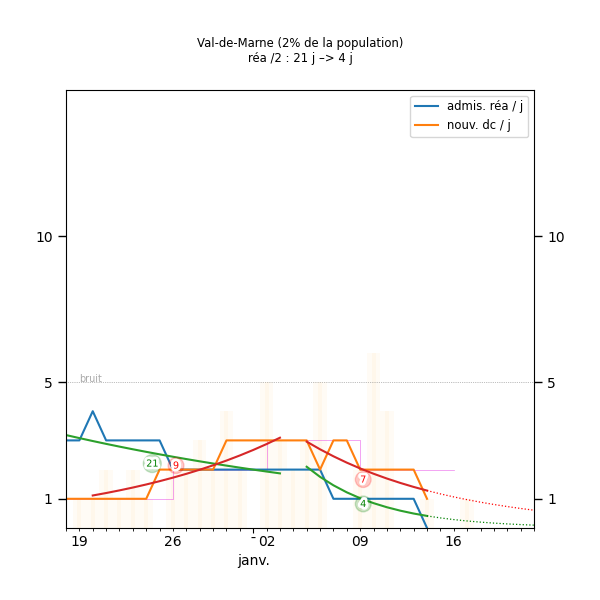 Val-de-Marne (2% de la population)
réa /2 : 21 j –> 4 j
admis. réa / j
nouv. dc / j
10
10
bruit
5
5
21
9
7
4
1
1
19
26
02
09
16
janv.